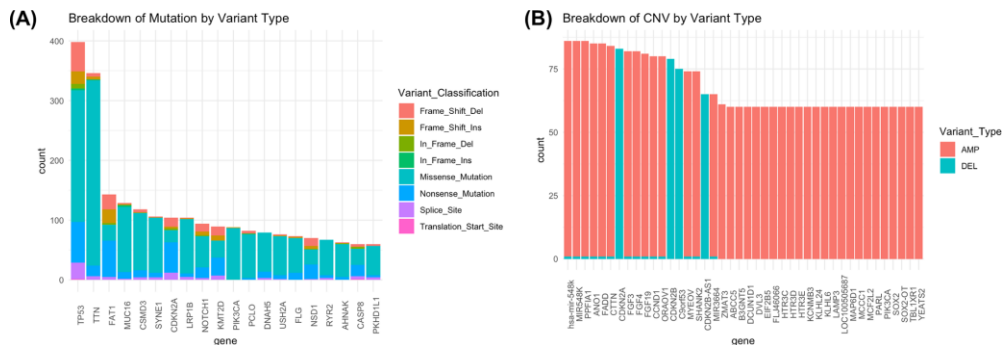 (A)
Breakdown of Mutation by Variant Type
400
300
200
100
0
count
TP53
TTN
FAT1
MUC16
CSMD3
SYNE1
CDKN2A
LRP1B
NOTCH1
KMT2D
PIK3CA
PCLO
DNAH5
USH2A
FLG
NSD1
RYR2
AHNAK
CASP8
PKHD1L1
gene
Variant_Classification
Frame_Shift_Del
Frame_Shift_Ins
In_Frame_Del
In_Frame_Ins
Missense_Mutation
Nonsense_Mutation
Splice_Site
Translation_Start_Site
(B)
Breakdown of CNV by Variant Type
75
50
25
0
count
hsa-mir-548k
MIR548K
PPFIA1
ANO1
FADD
CTTN
CDKN2A
FGF3
FGF4
FGF19
CCND1
ORAOV1
CDKN2B
C9orf53
MYEOV
SHANK2
CDKN2B-AS1
MIR3664
ZMAT3
ABCC5
B3GNT5
DCUN1D1
DVL3
EIF2B5
FLJ46066
HTR3C
HTR3D
HTR3E
KCNMB3
KLHL24
KLHL6
LAMP3
LOC100505687
MAP6D1
MCCC1
MCF2L2
PARL
PIK3CA
SOX2
SOX2-OT
TBL1XR1
YEATS2
gene
Variant_Type
AMP
DEL